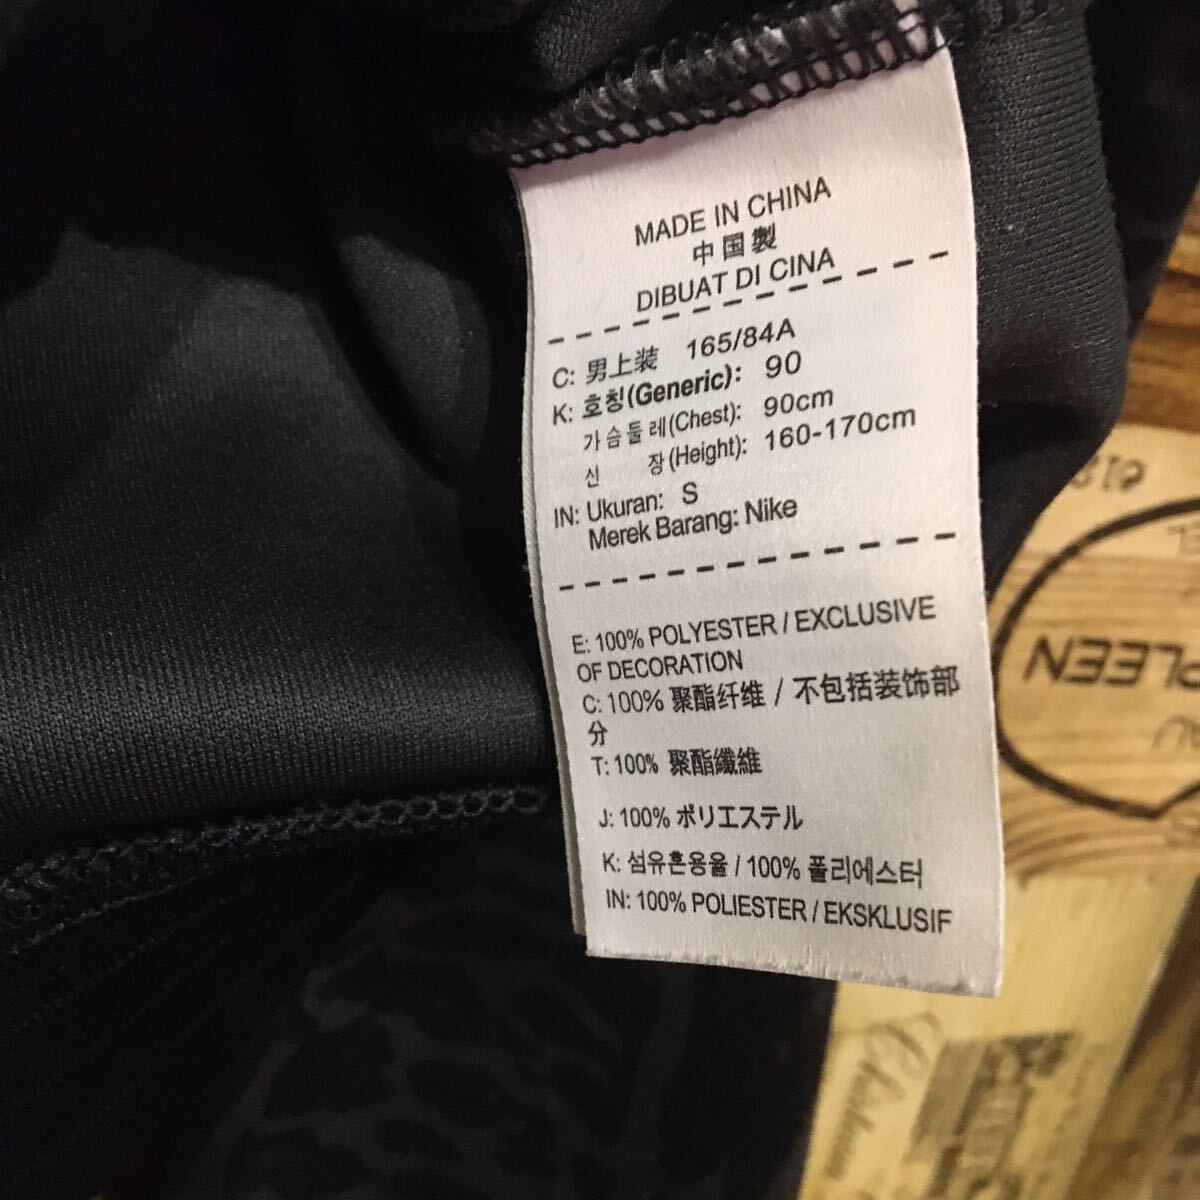 MADE IN CHINA
中国製
DIBUAT DI CINA
C: 男上装 165/84A
K: 호칭(Generic): 90
가슴둘레(Chest): 90cm
신 장(Height): 160-170cm
IN: Ukuran: S
Merek Barang: Nike
E: 100% POLYESTER / EXCLUSIVE
OF DECORATION
C: 100% 聚酯纤维 / 不包括装饰部
分
T: 100% 聚酯纖維
J: 100% ポリエステル
K: 섬유혼용율 / 100% 폴리에스터
IN: 100% POLIESTER / EKSKLUSIF